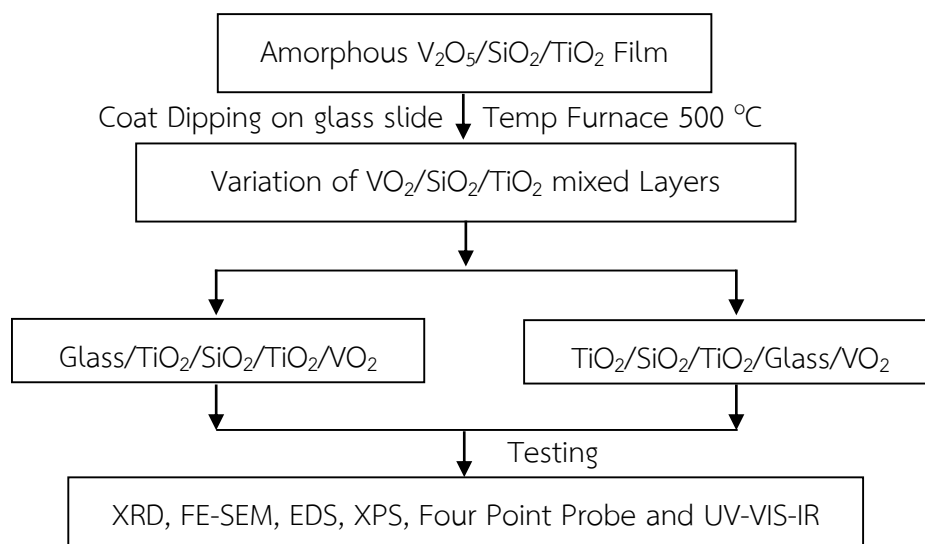 Amorphous V₂O₅/SiO₂/TiO₂ Film
Coat Dipping on glass slide Temp Furnace 500 °C
Variation of VO₂/SiO₂/TiO₂ mixed Layers
Glass/TiO₂/SiO₂/TiO₂/VO₂
TiO₂/SiO₂/TiO₂/Glass/VO₂
Testing
XRD, FE-SEM, EDS, XPS, Four Point Probe and UV-VIS-IR